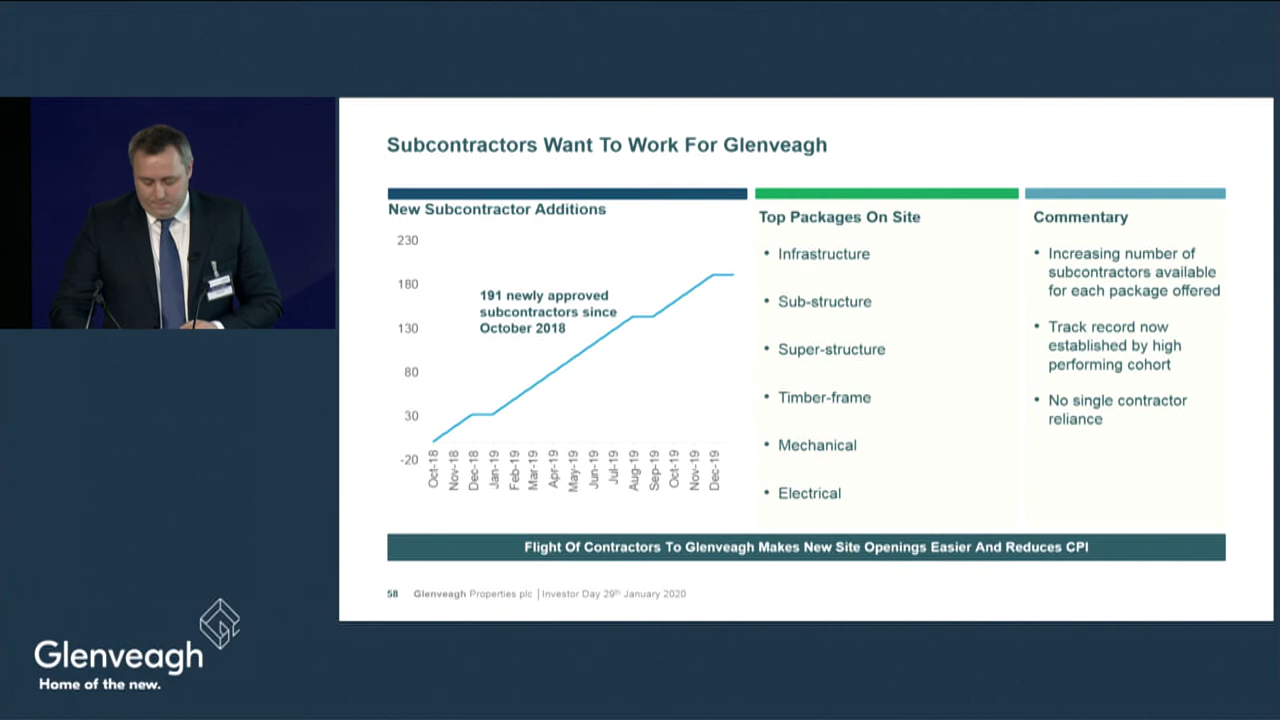 Subcontractors Want To Work For Glenveagh
New Subcontractor Additions
230
180
130
80
30
-20
191 newly approved
subcontractors since
October 2018
Oct-18
Nov-18
Dec-18
Jan-19
Feb-19
Mar-19
Apr-19
May-19
Jun-19
Jul-19
Aug-19
Sep-19
Oct-19
Nov-19
Dec-19
Top Packages On Site
• Infrastructure
• Sub-structure
• Super-structure
• Timber-frame
• Mechanical
• Electrical
Commentary
• Increasing number of
subcontractors available
for each package offered
• Track record now
established by high
performing cohort
• No single contractor
reliance
Flight Of Contractors To Glenveagh Makes New Site Openings Easier And Reduces CPI
58 Glenveagh Properties plc | Investor Day 29th January 2020
Glenveagh
Home of the new.